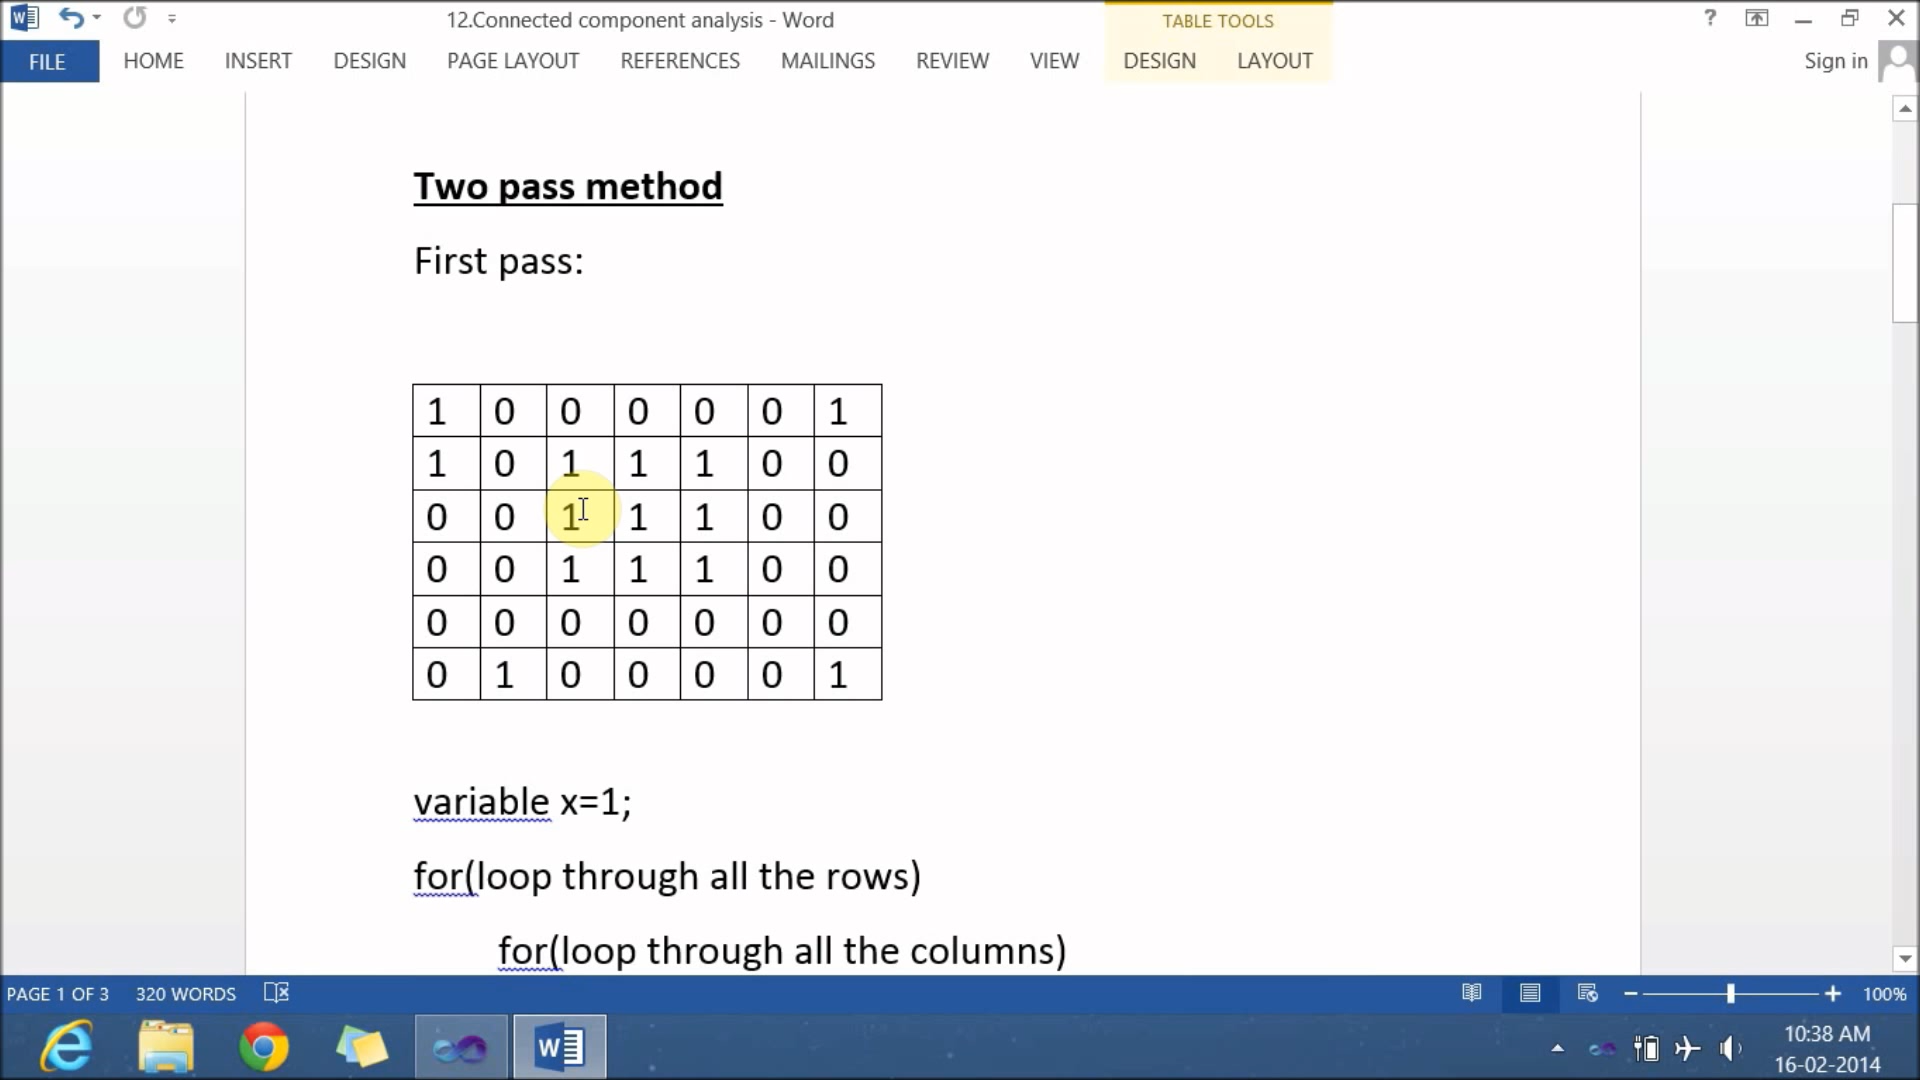 12.Connected component analysis - Word
TABLE TOOLS
?
FILE HOME INSERT DESIGN PAGE LAYOUT REFERENCES MAILINGS REVIEW VIEW DESIGN LAYOUT Sign in
Two pass method
First pass:
1 0 0 0 0 0 1
1 0 1 1 1 0 0
0 0 1 1 1 0 0
0 0 1 1 1 0 0
0 0 0 0 0 0 0
0 1 0 0 0 0 1
variable x=1;
for(loop through all the rows)
for(loop through all the columns)
PAGE 1 OF 3 320 WORDS 100%
10:38 AM
16-02-2014